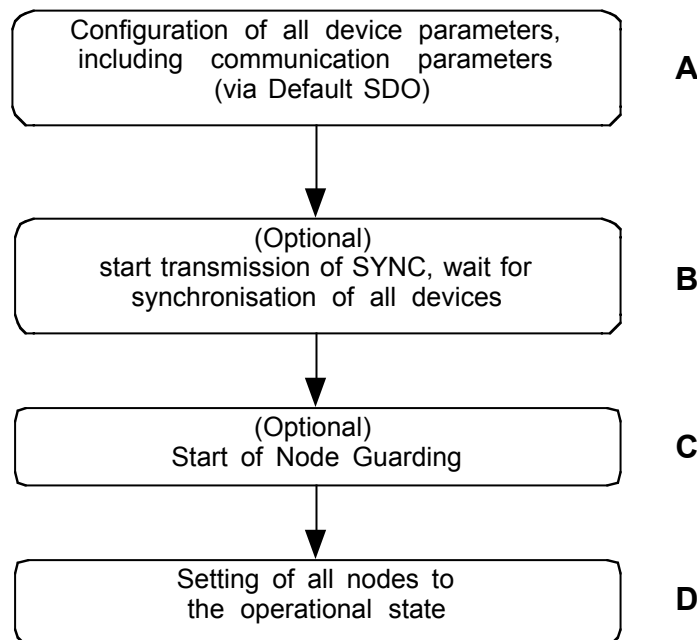 Configuration of all device parameters,
including communication parameters
(via Default SDO)
A
(Optional)
start transmission of SYNC, wait for
synchronisation of all devices
B
(Optional)
Start of Node Guarding
C
Setting of all nodes to
the operational state
D